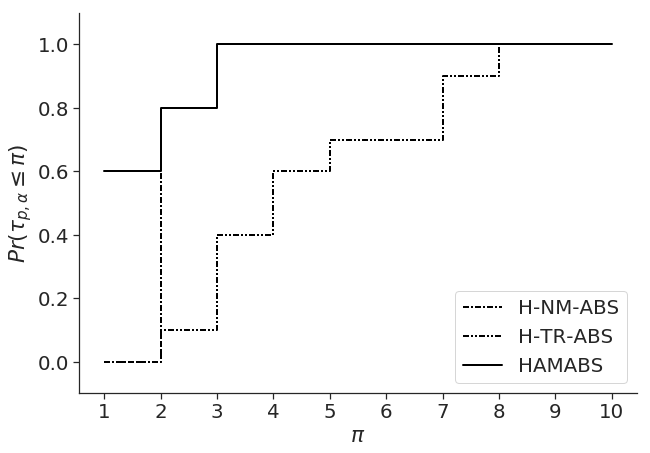 1.0
0.8
0.6
0.4
0.2
0.0
Pr(τp,α ≤ π)
1 2 3 4 5 6 7 8 9 10
π
H-NM-ABS
H-TR-ABS
HAMABS